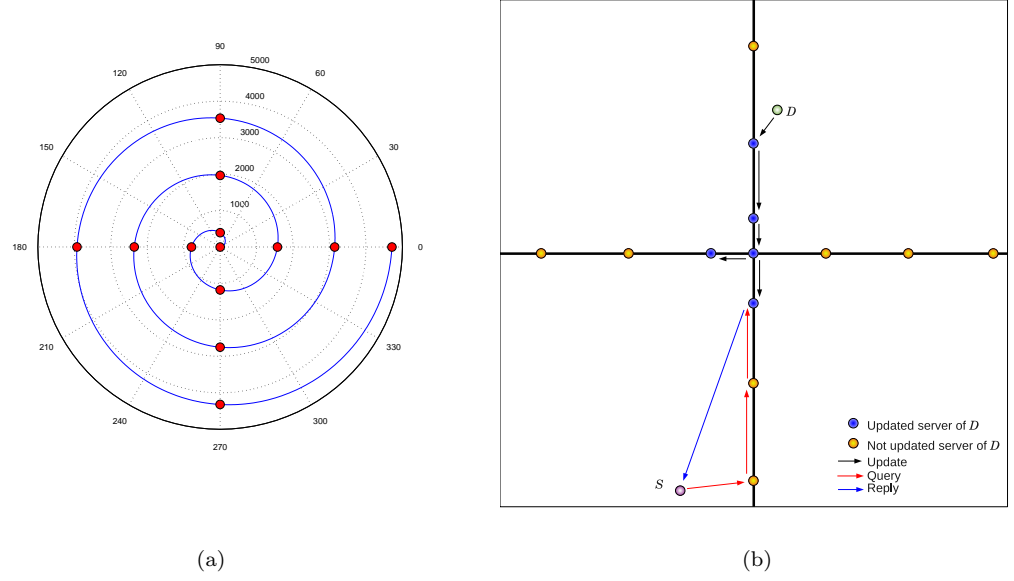 90
5000
120
60
4000
3000
150
30
2000
1000
180
0
210
330
240
300
270
D
S
Updated server of D
Not updated server of D
Update
Query
Reply
(a)
(b)